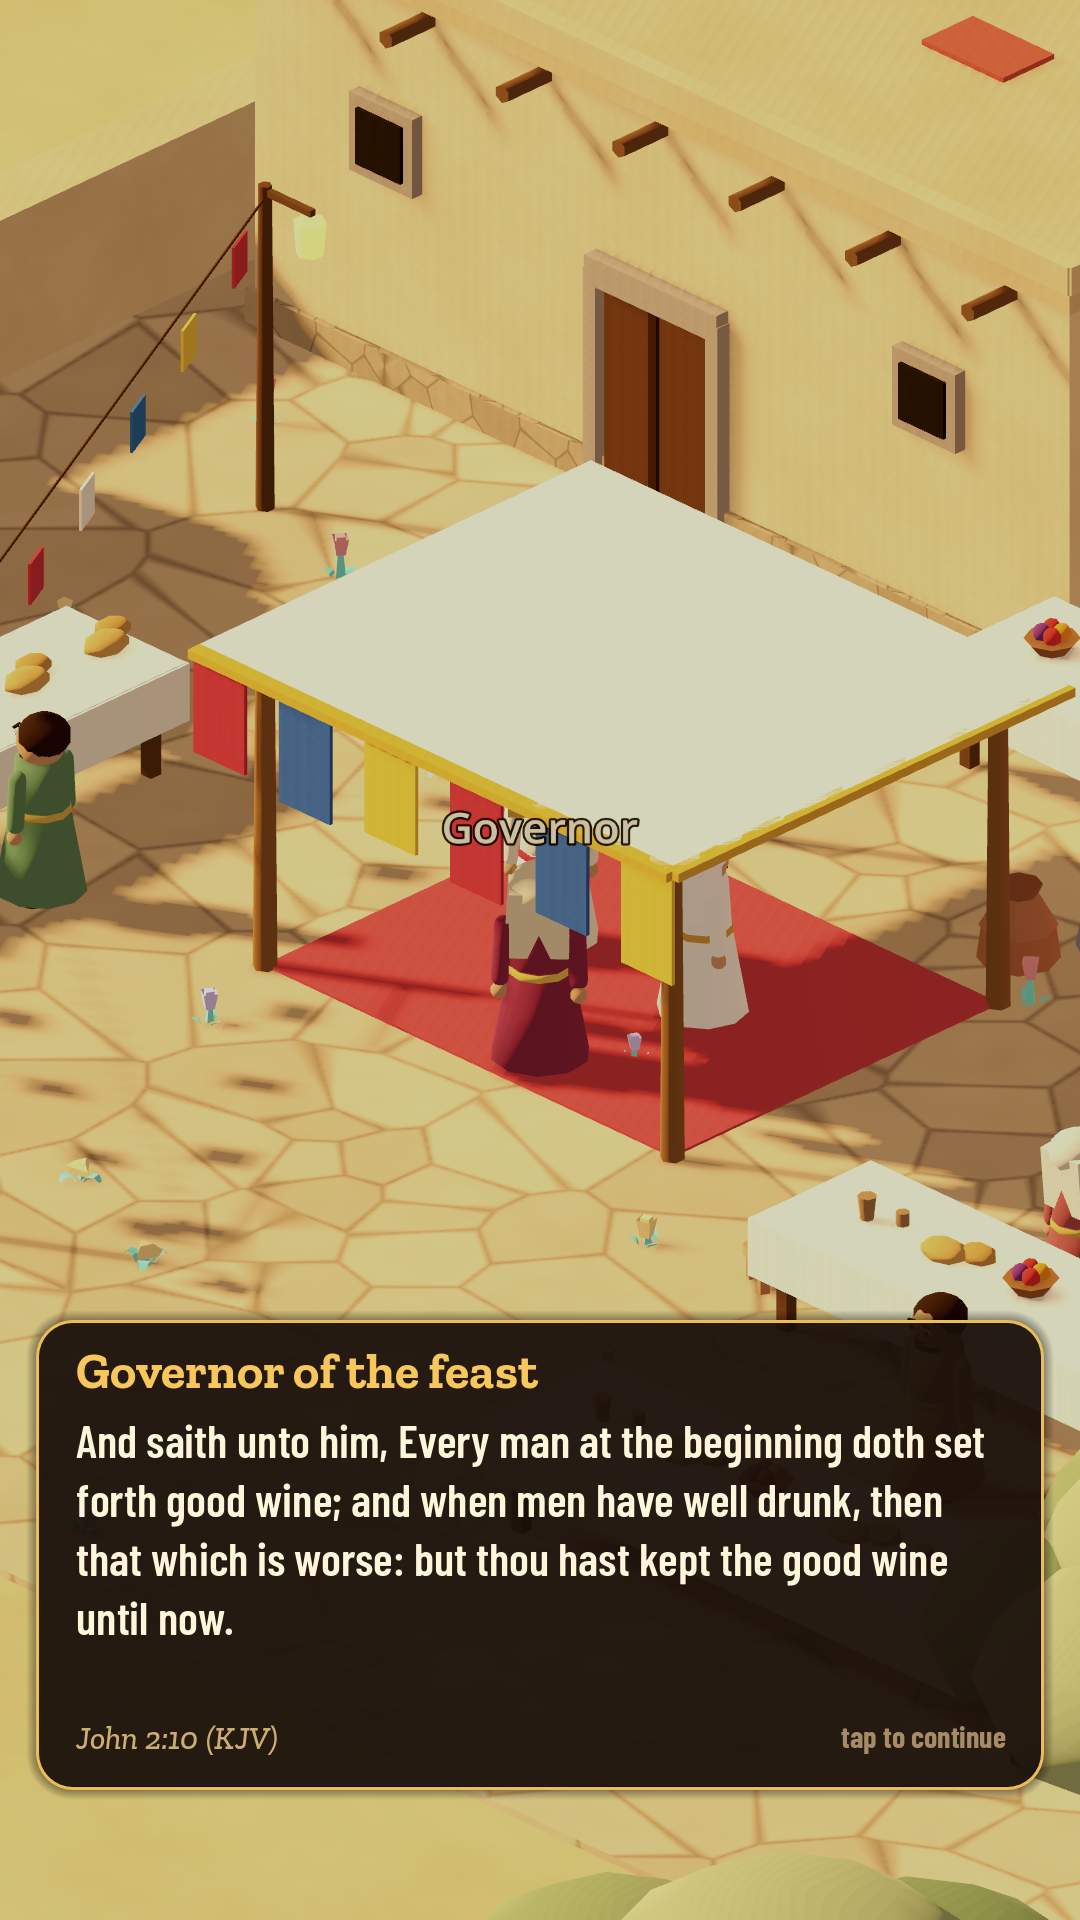 Governor
Governor of the feast
And saith unto him, Every man at the beginning doth set
forth good wine; and when men have well drunk, then
that which is worse: but thou hast kept the good wine
until now.
John 2:10 (KJV)
tap to continue